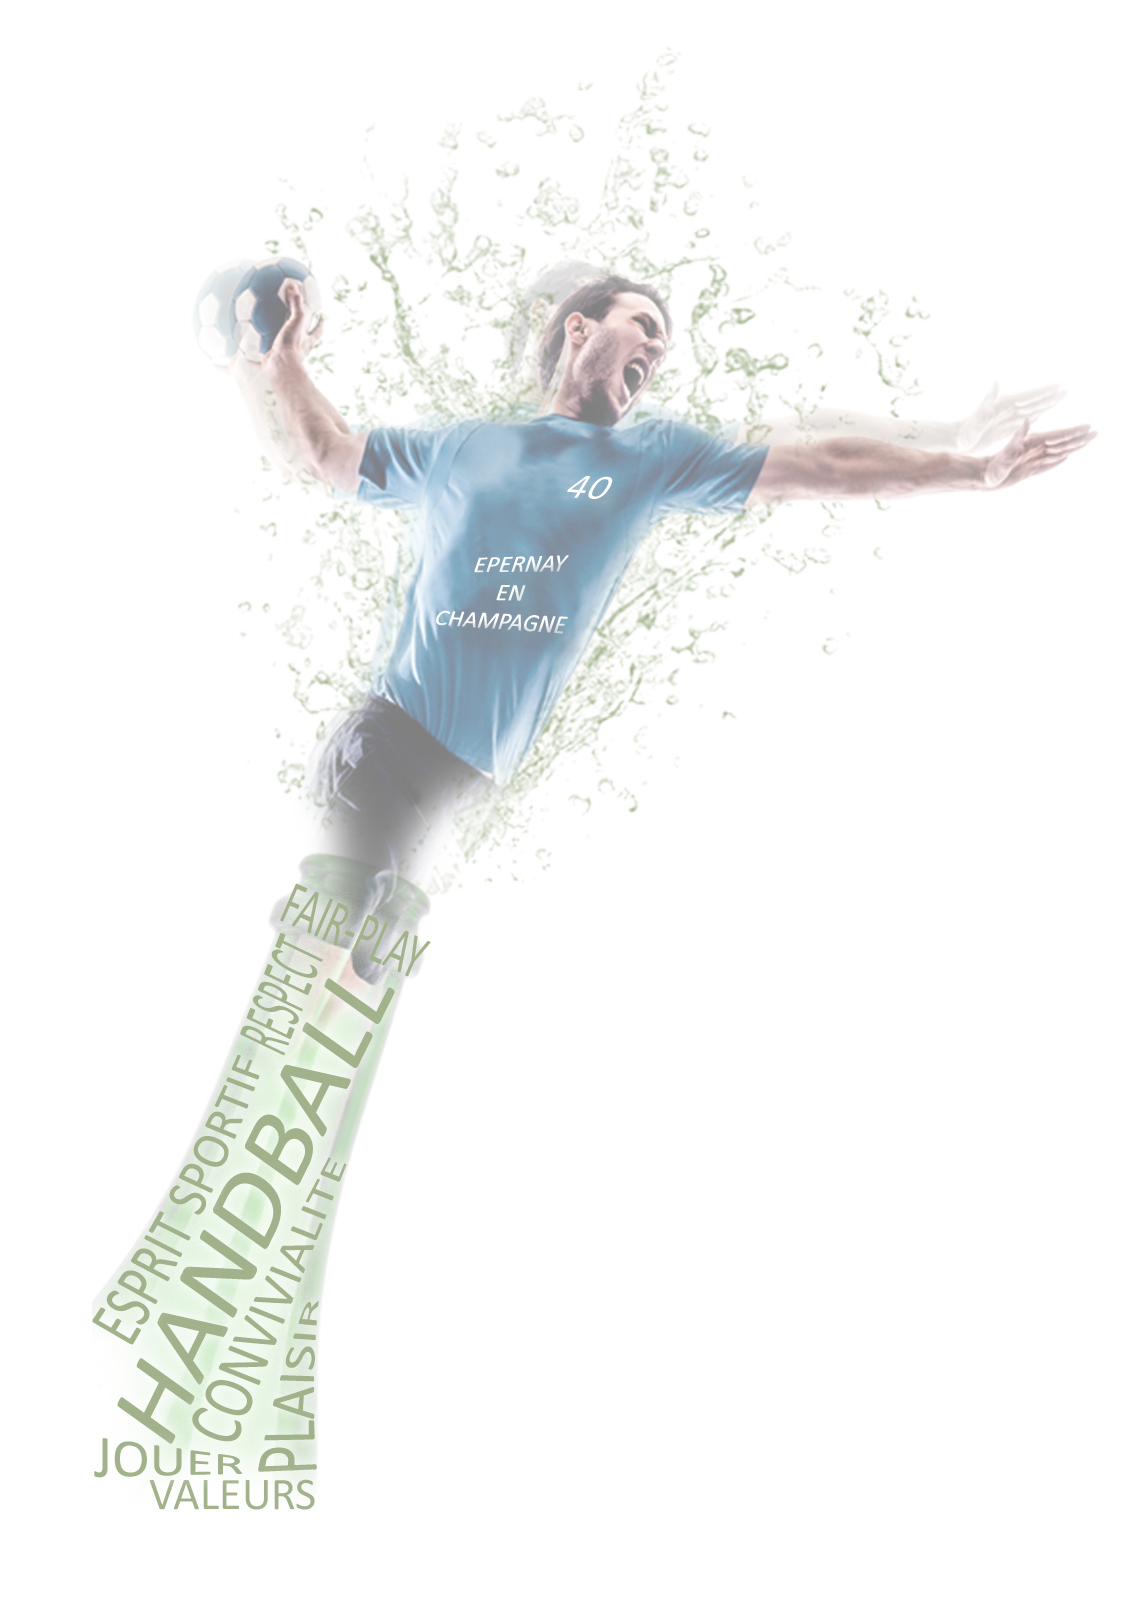 40
EPERNAY
EN
CHAMPAGNE
FAIR-PLAY
RESPECT
HANDBALL
ESPRIT SPORTIF
CONVIVIALITE
PLAISIR
JOUER
VALEURS